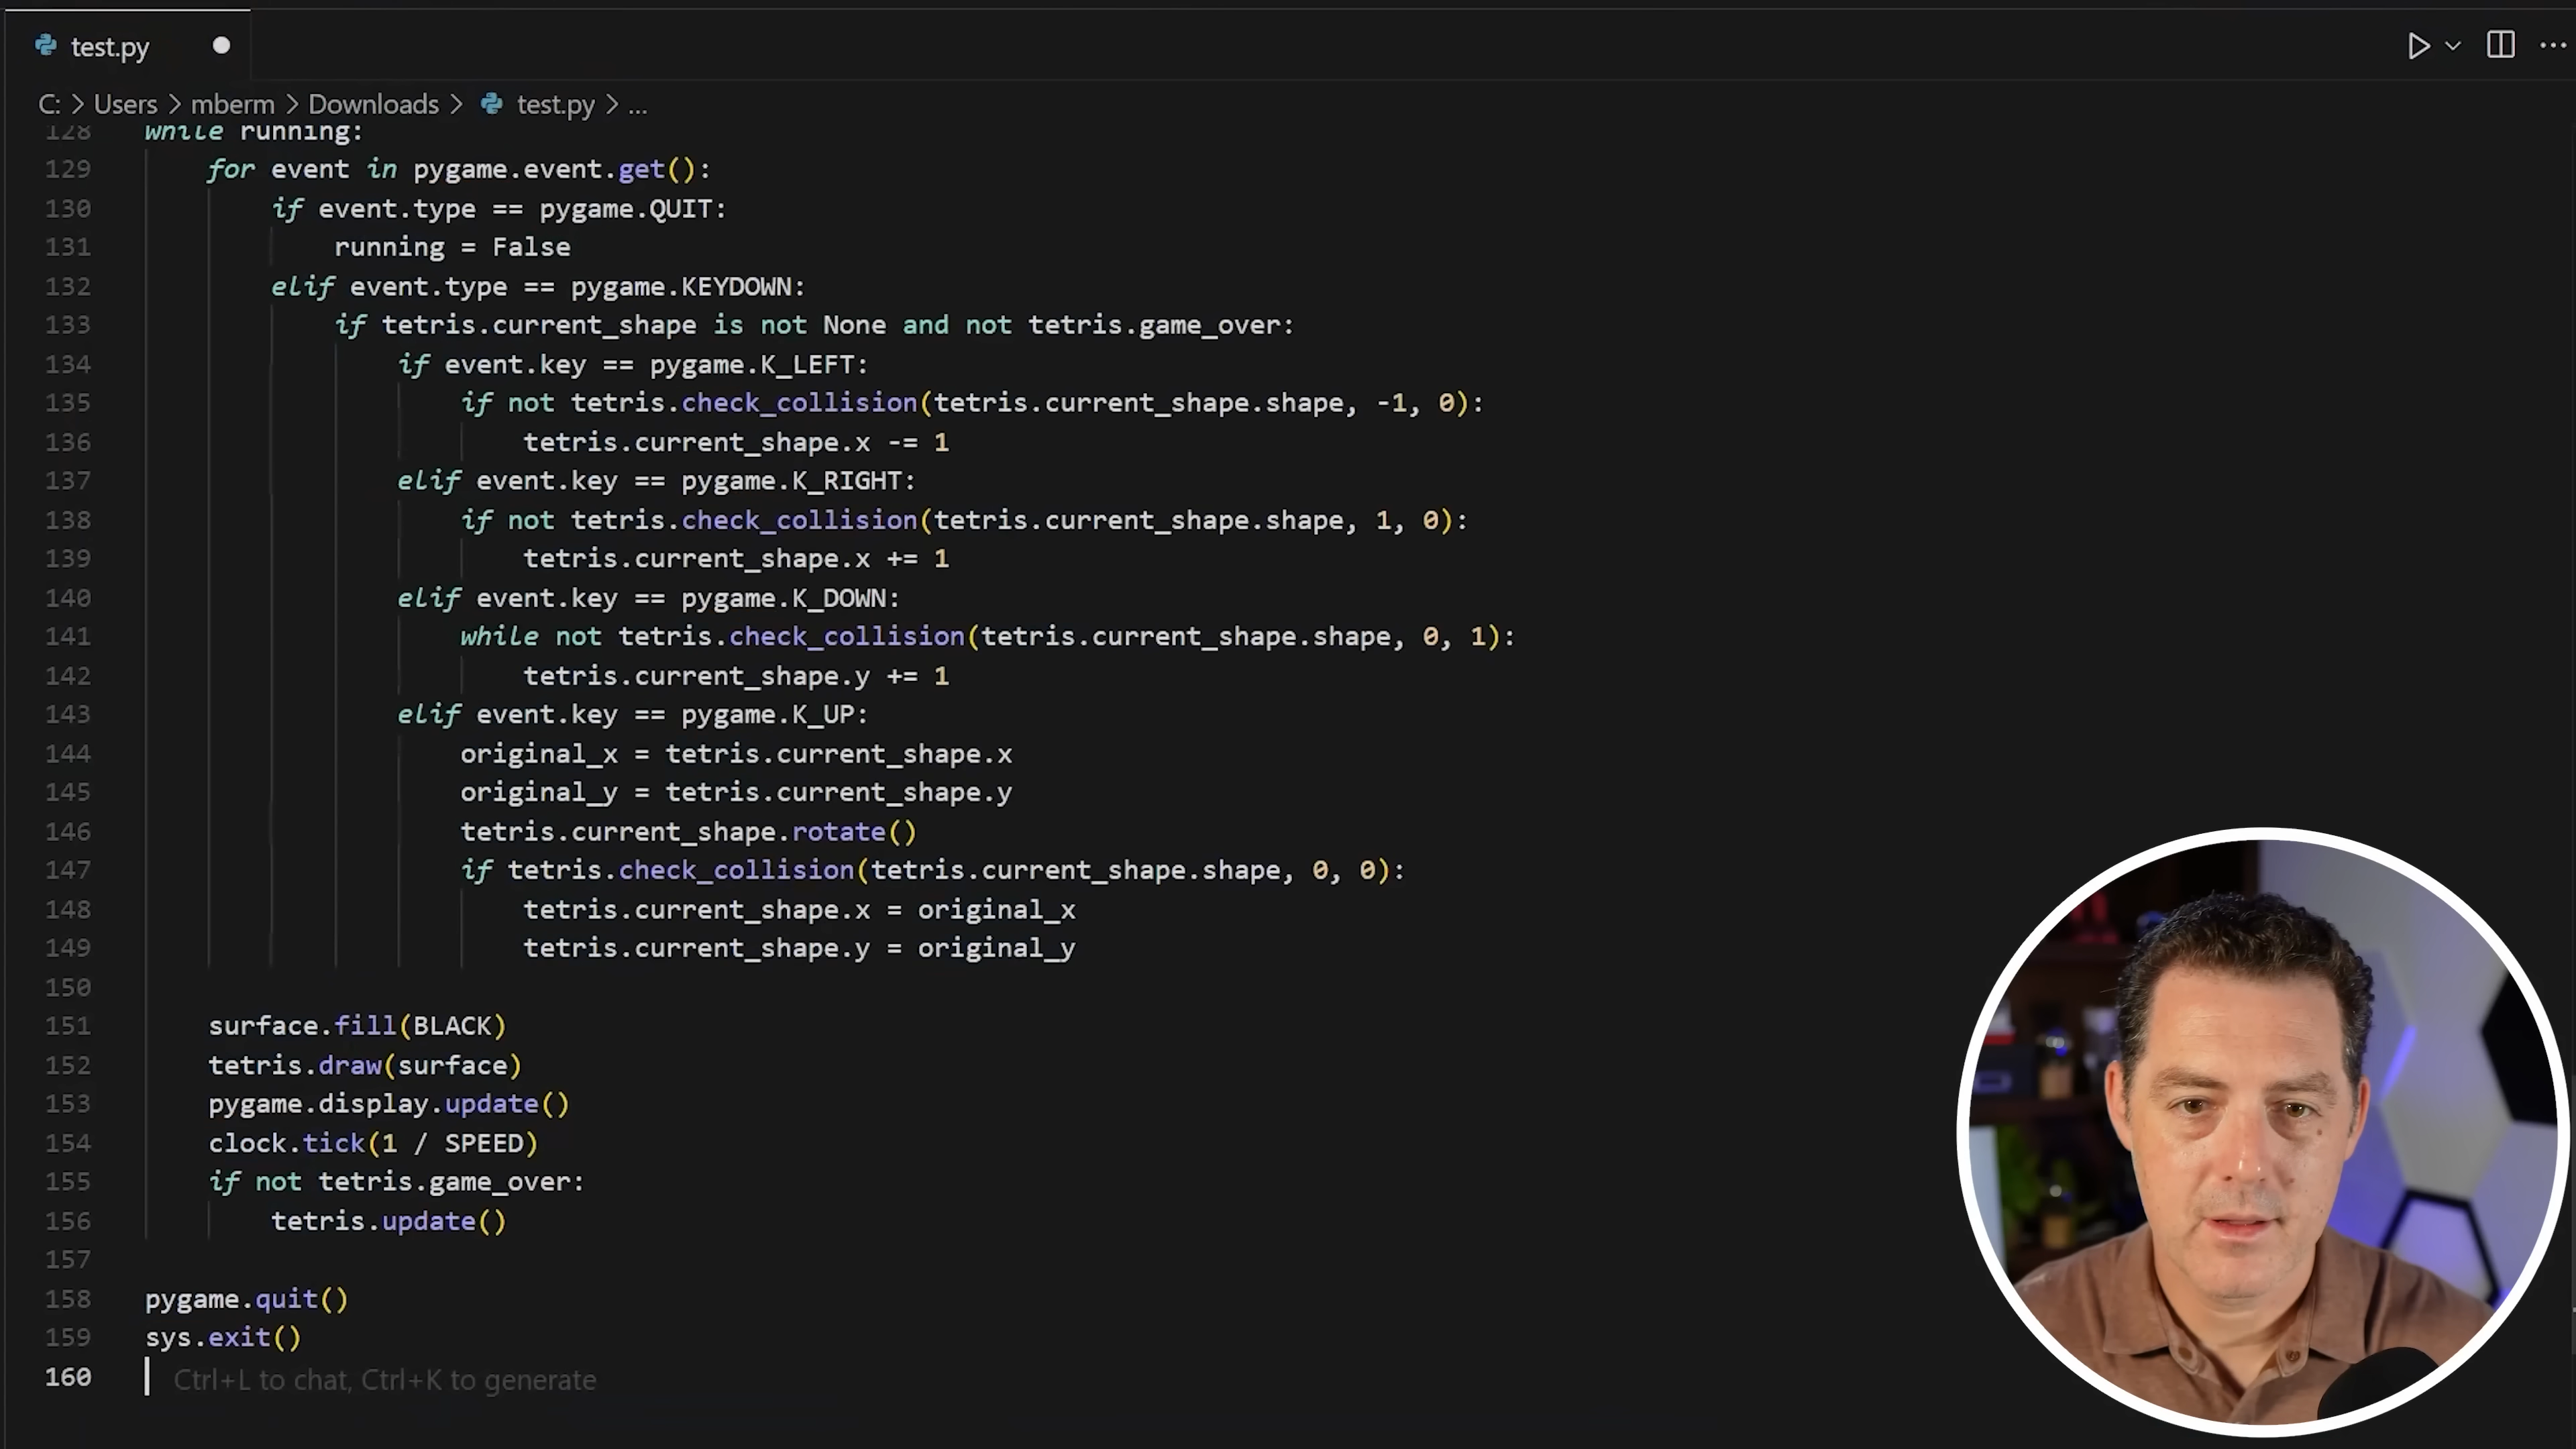 test.py
C: > Users > mberm > Downloads > test.py > ...
128 while running:
129 for event in pygame.event.get():
130 if event.type == pygame.QUIT:
131 running = False
132 elif event.type == pygame.KEYDOWN:
133 if tetris.current_shape is not None and not tetris.game_over:
134 if event.key == pygame.K_LEFT:
135 if not tetris.check_collision(tetris.current_shape.shape, -1, 0):
136 tetris.current_shape.x -= 1
137 elif event.key == pygame.K_RIGHT:
138 if not tetris.check_collision(tetris.current_shape.shape, 1, 0):
139 tetris.current_shape.x += 1
140 elif event.key == pygame.K_DOWN:
141 while not tetris.check_collision(tetris.current_shape.shape, 0, 1):
142 tetris.current_shape.y += 1
143 elif event.key == pygame.K_UP:
144 original_x = tetris.current_shape.x
145 original_y = tetris.current_shape.y
146 tetris.current_shape.rotate()
147 if tetris.check_collision(tetris.current_shape.shape, 0, 0):
148 tetris.current_shape.x = original_x
149 tetris.current_shape.y = original_y
150
151 surface.fill(BLACK)
152 tetris.draw(surface)
153 pygame.display.update()
154 clock.tick(1 / SPEED)
155 if not tetris.game_over:
156 tetris.update()
157
158 pygame.quit()
159 sys.exit()
160 Ctrl+L to chat, Ctrl+K to generate